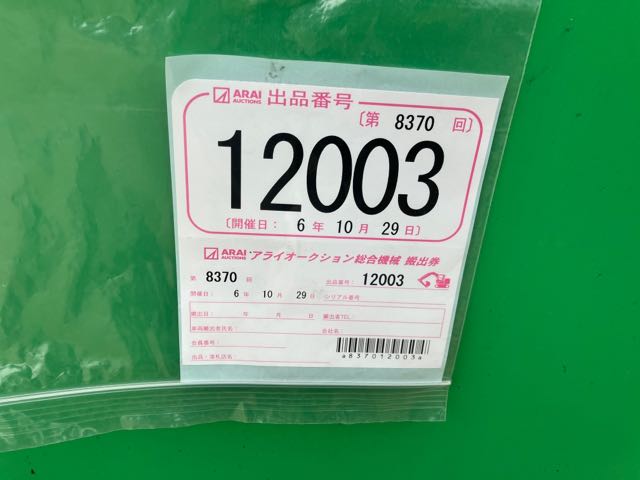 ARAI AUCTIONS 出品番号
〔第 8370 回〕
12003
〔開催日： 6 年 10 月 29 日〕
ARAI AUCTIONS アライオークション総合機械 搬出券
第 8370 回 出品番号： 12003
開催日： 6 年 10 月 29 日 シリアル番号
搬出日： 年 月 日 搬出者TEL：
車両搬出者氏名： 会社名：
会員番号：
出品・落札店名：
a837012003a